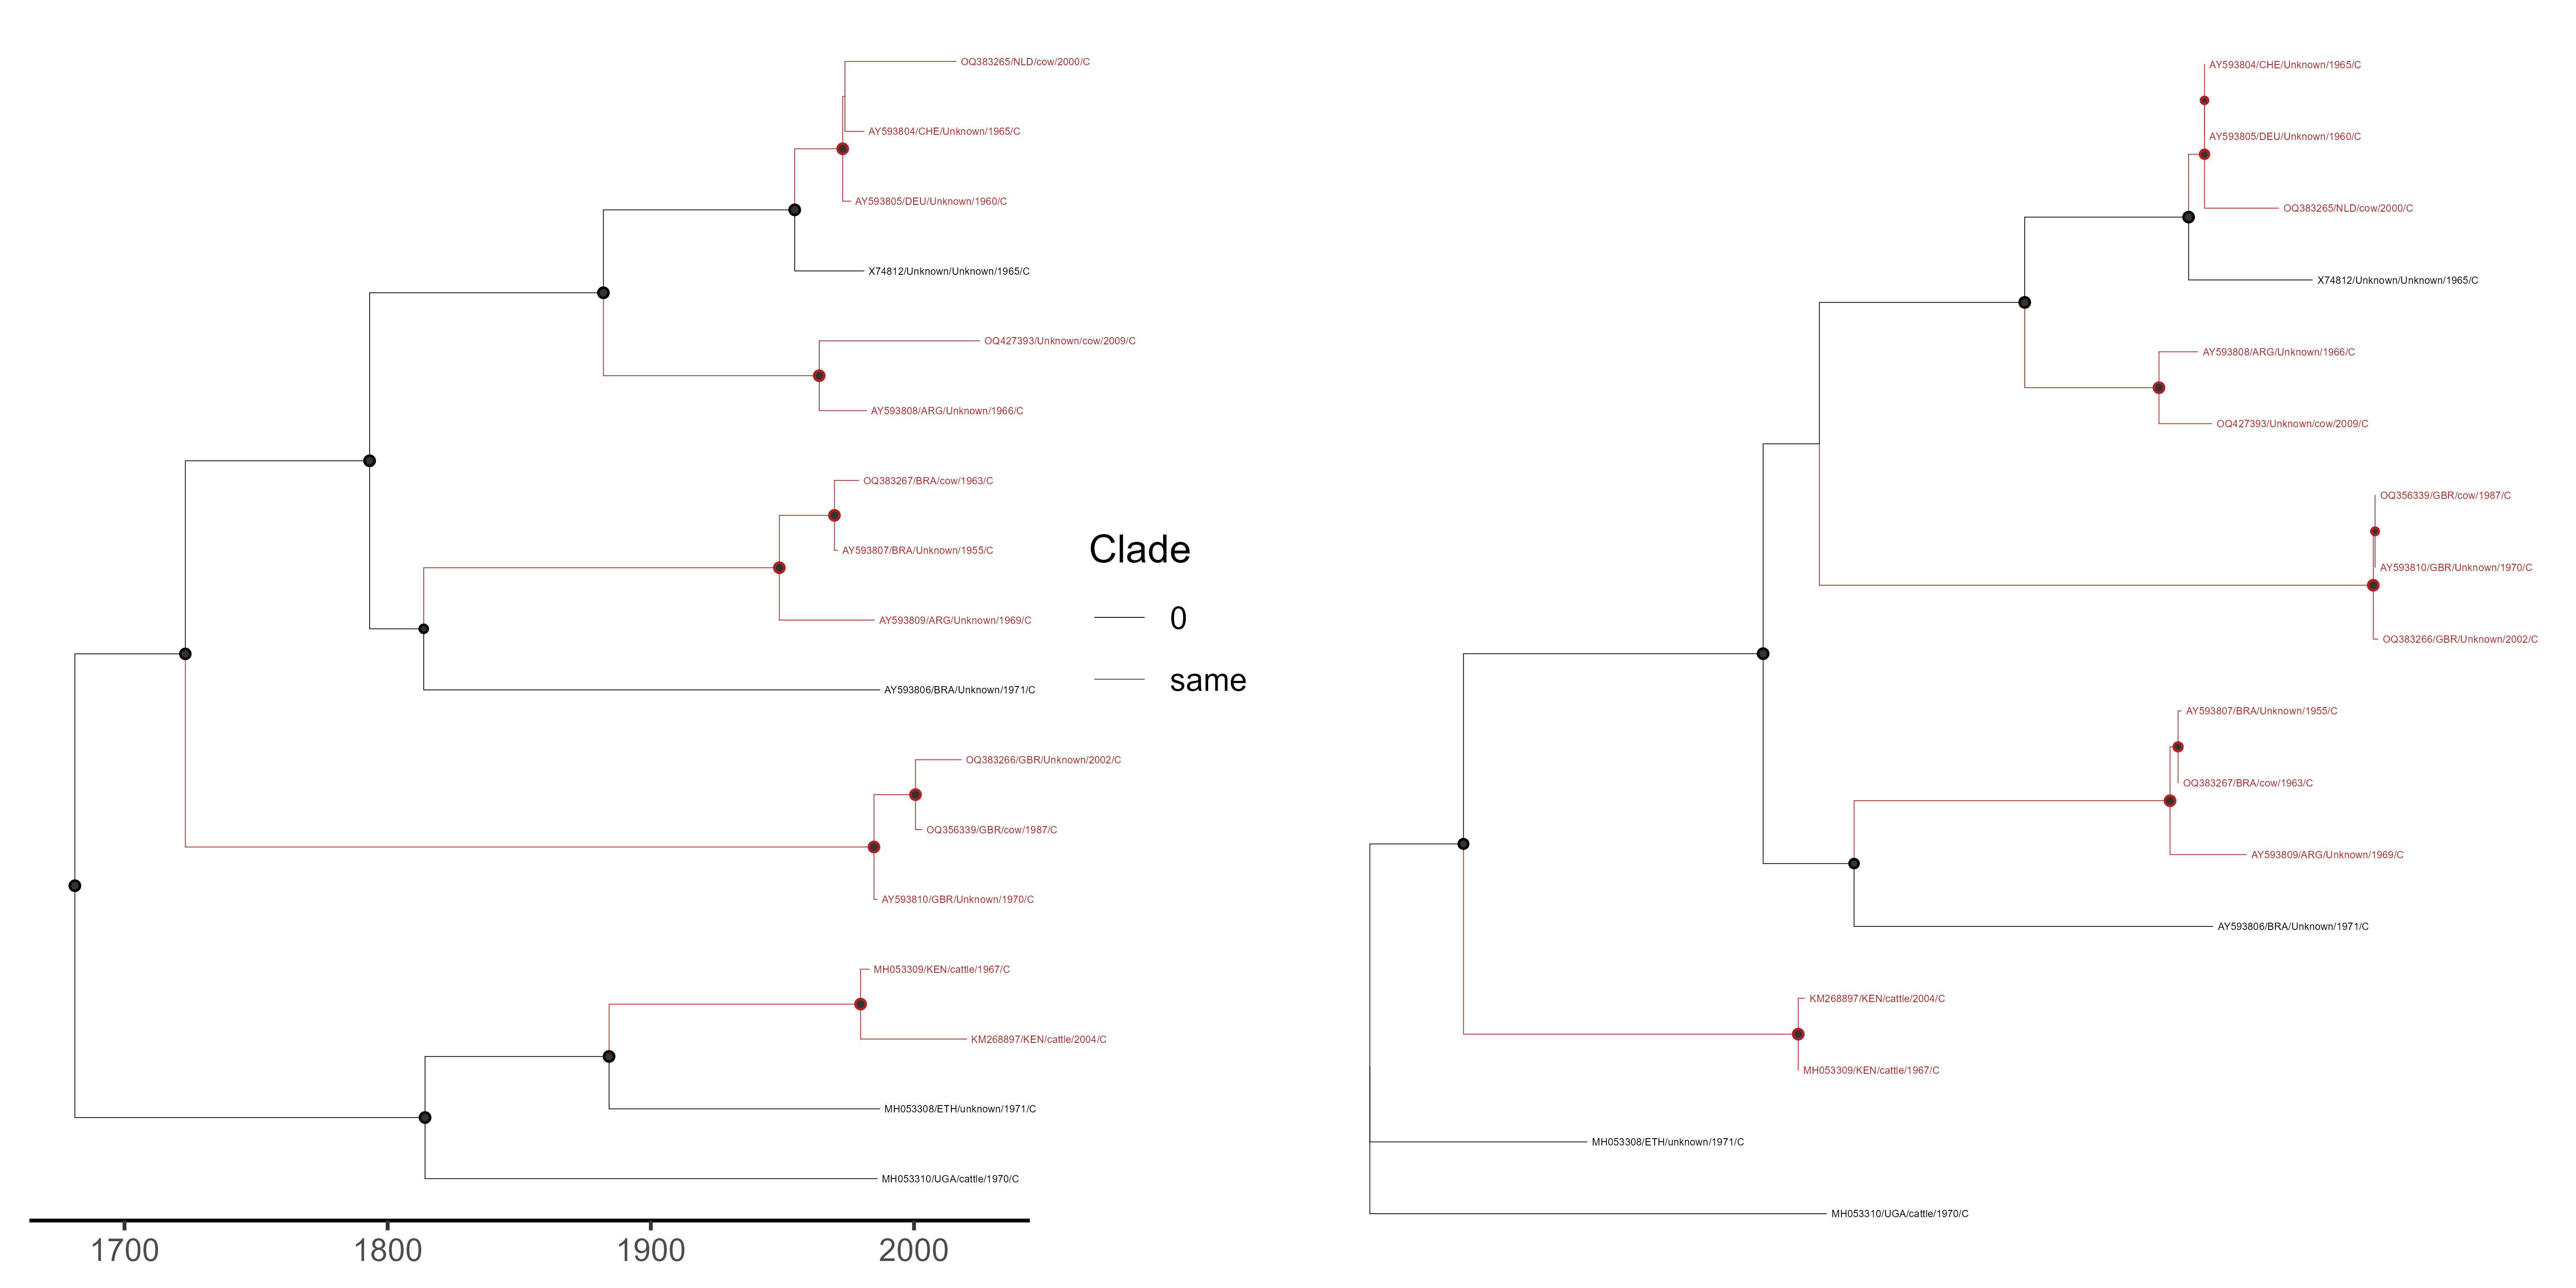 OQ383265/NLD/cow/2000/C
AY593804/CHE/Unknown/1965/C
AY593805/DEU/Unknown/1960/C
X74812/Unknown/Unknown/1965/C
OQ427393/Unknown/cow/2009/C
AY593808/ARG/Unknown/1966/C
OQ383267/BRA/cow/1963/C
AY593807/BRA/Unknown/1955/C
AY593809/ARG/Unknown/1969/C
AY593806/BRA/Unknown/1971/C
OQ383266/GBR/Unknown/2002/C
OQ356339/GBR/cow/1987/C
AY593810/GBR/Unknown/1970/C
MH053309/KEN/cattle/1967/C
KM268897/KEN/cattle/2004/C
MH053308/ETH/unknown/1971/C
MH053310/UGA/cattle/1970/C
1700 1800 1900 2000
Clade
0
same
AY593804/CHE/Unknown/1965/C
AY593805/DEU/Unknown/1960/C
OQ383265/NLD/cow/2000/C
X74812/Unknown/Unknown/1965/C
AY593808/ARG/Unknown/1966/C
OQ427393/Unknown/cow/2009/C
OQ356339/GBR/cow/1987/C
AY593810/GBR/Unknown/1970/C
OQ383266/GBR/Unknown/2002/C
AY593807/BRA/Unknown/1955/C
OQ383267/BRA/cow/1963/C
AY593809/ARG/Unknown/1969/C
AY593806/BRA/Unknown/1971/C
KM268897/KEN/cattle/2004/C
MH053309/KEN/cattle/1967/C
MH053308/ETH/unknown/1971/C
MH053310/UGA/cattle/1970/C